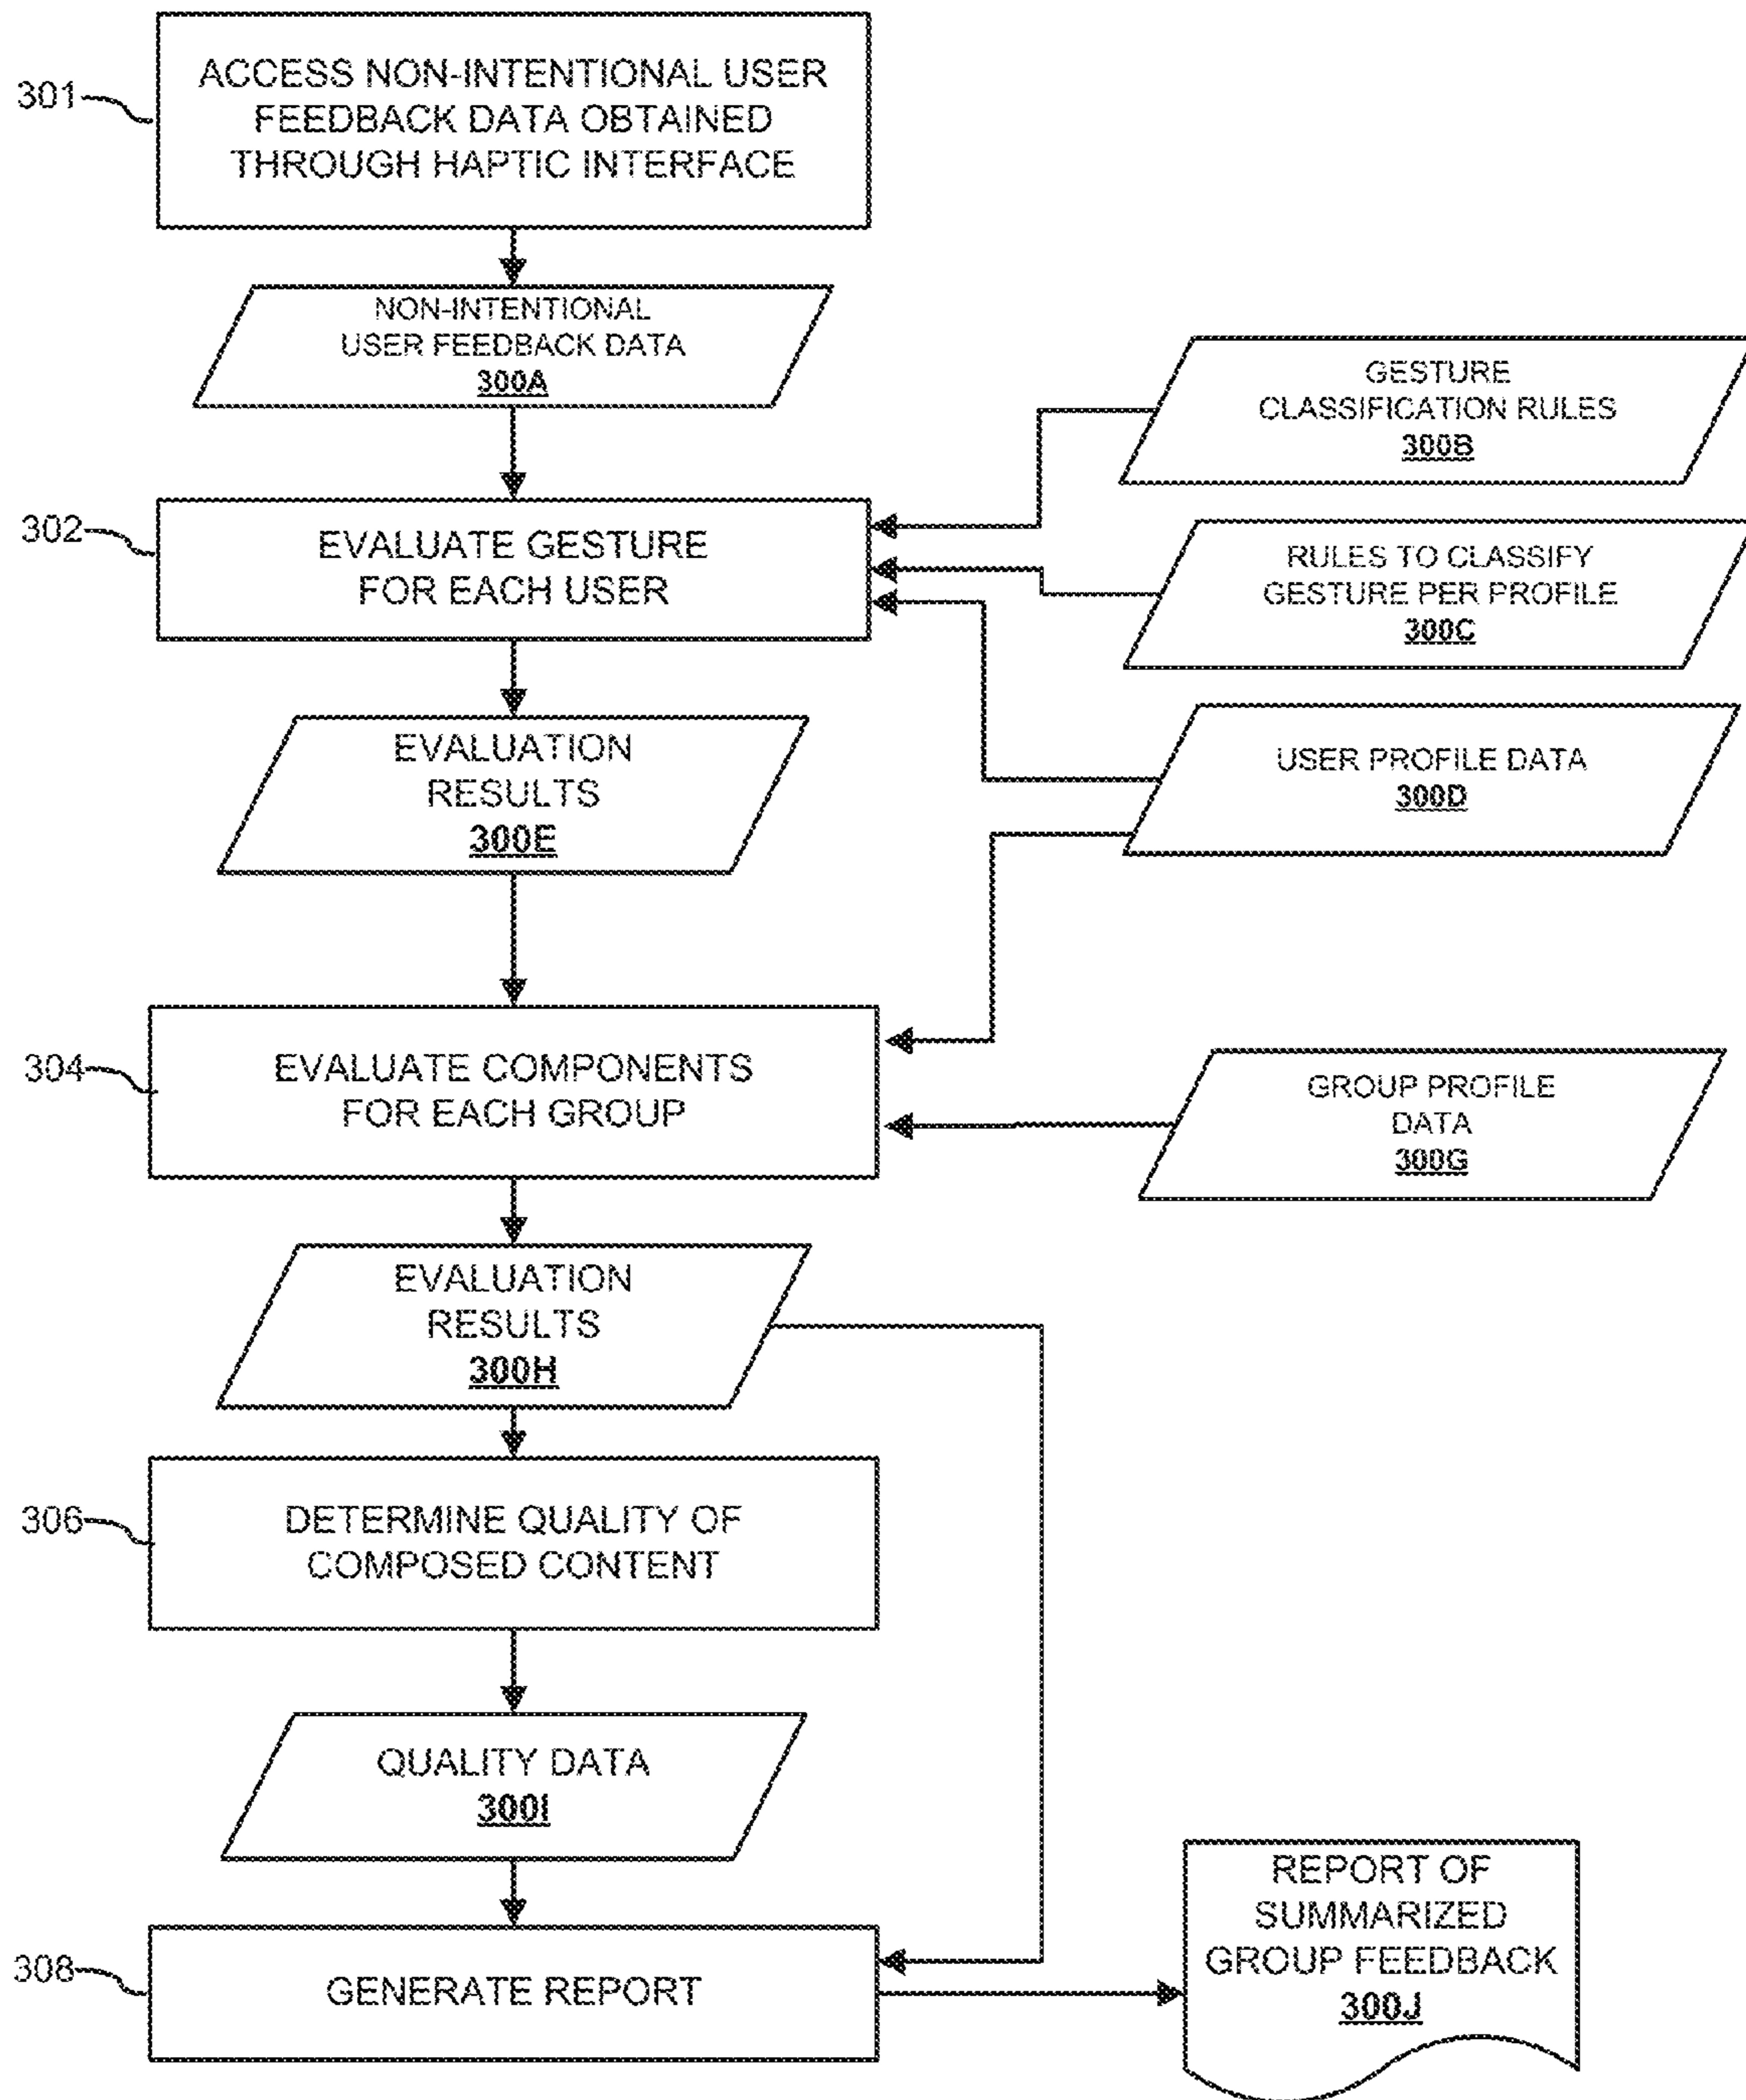 301
ACCESS NON-INTENTIONAL USER
FEEDBACK DATA OBTAINED
THROUGH HAPTIC INTERFACE
NON-INTENTIONAL
USER FEEDBACK DATA
300A
GESTURE
CLASSIFICATION RULES
300B
302
EVALUATE GESTURE
FOR EACH USER
RULES TO CLASSIFY
GESTURE PER PROFILE
300C
USER PROFILE DATA
300D
EVALUATION
RESULTS
300E
304
EVALUATE COMPONENTS
FOR EACH GROUP
GROUP PROFILE
DATA
300G
EVALUATION
RESULTS
300H
306
DETERMINE QUALITY OF
COMPOSED CONTENT
QUALITY DATA
300I
308
GENERATE REPORT
REPORT OF
SUMMARIZED
GROUP FEEDBACK
300J